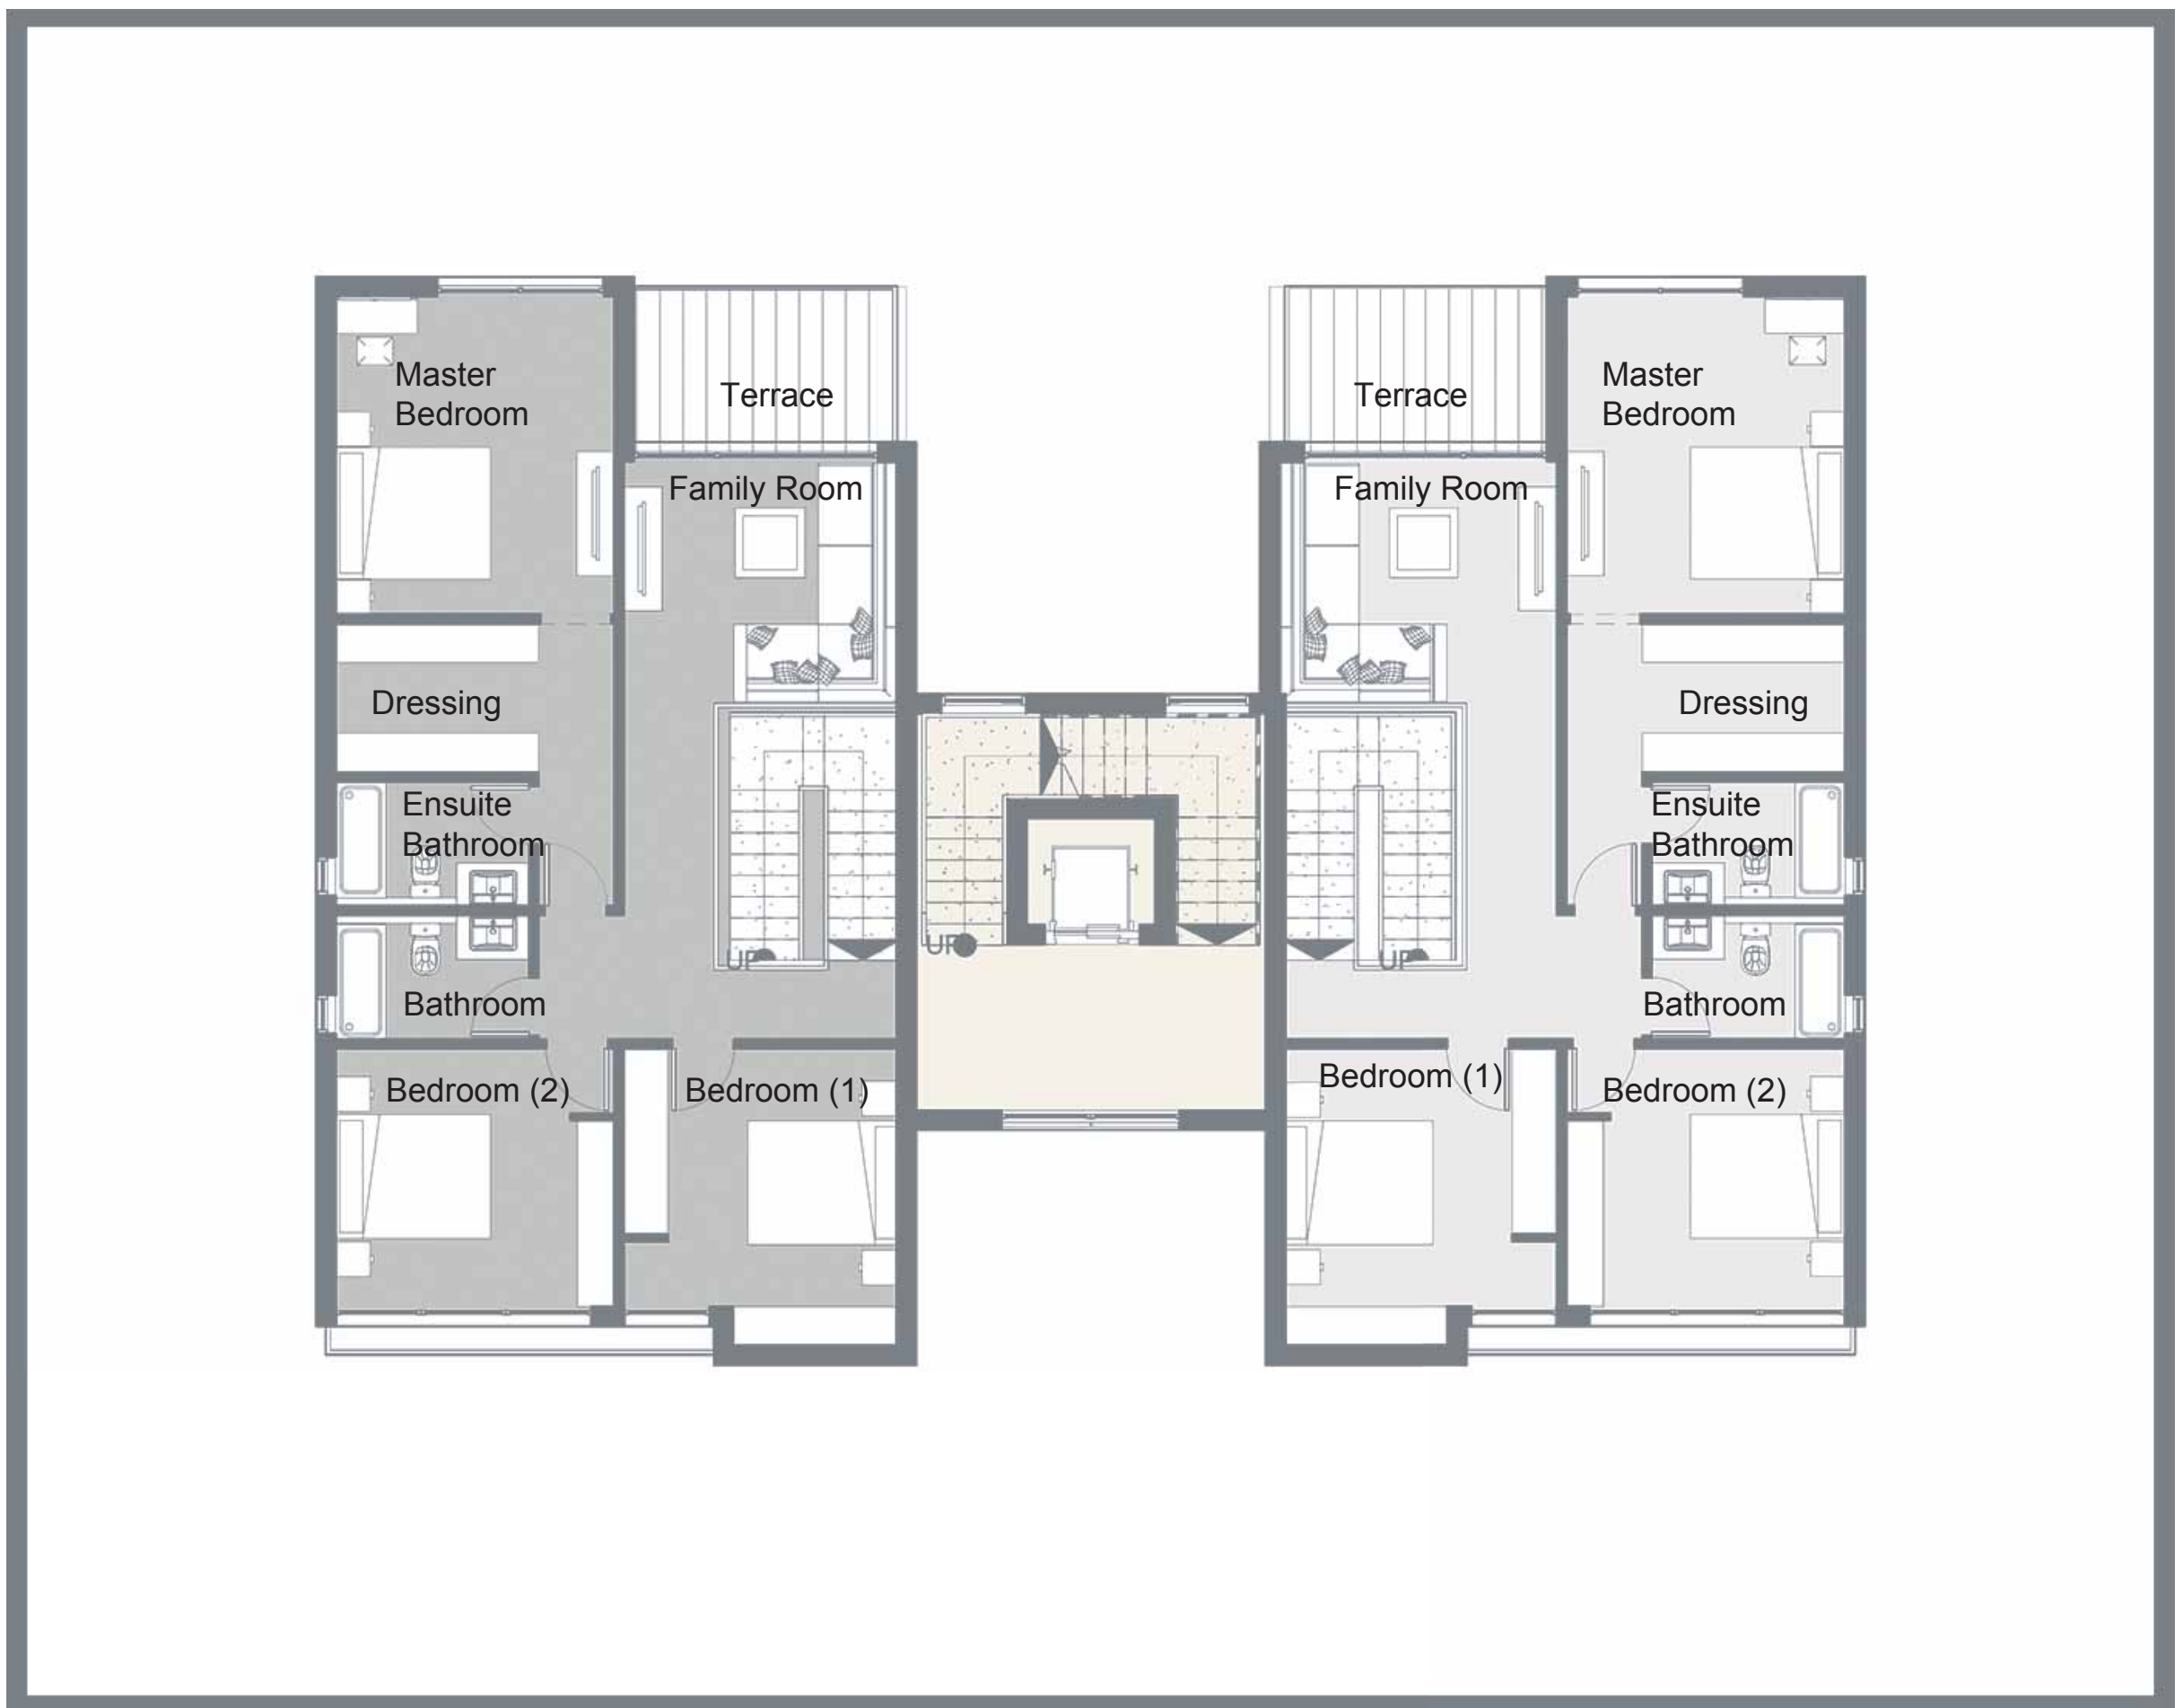 Master
Bedroom
Terrace
Terrace
Master
Bedroom
Family Room
Family Room
Dressing
Dressing
Ensuite
Bathroom
Ensuite
Bathroom
UP
UP
UP
Bathroom
Bathroom
Bedroom (2)
Bedroom (1)
Bedroom (1)
Bedroom (2)